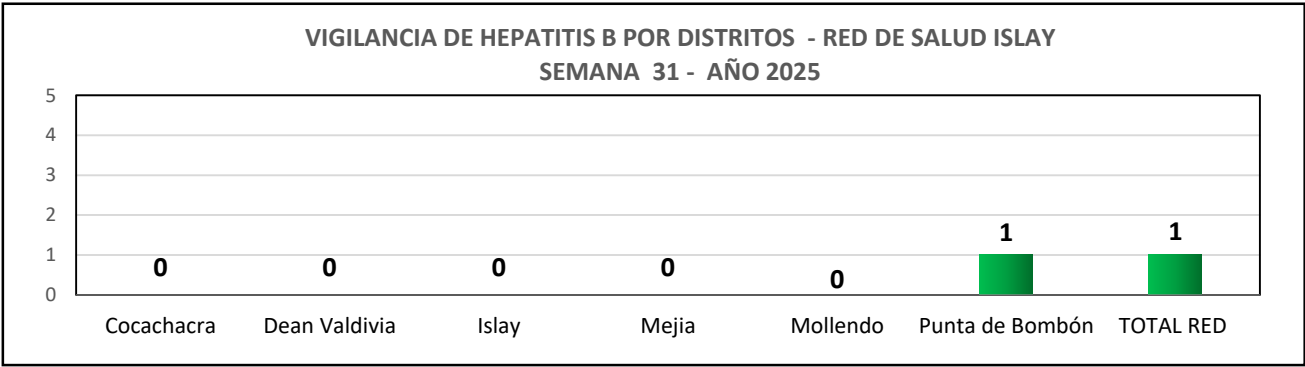 VIGILANCIA DE HEPATITIS B POR DISTRITOS - RED DE SALUD ISLAY
SEMANA 31 - AÑO 2025
5
4
3
2
1
0
0 0 0 0 0 1 1
Cocachacra Dean Valdivia Islay Mejia Mollendo Punta de Bombón TOTAL RED